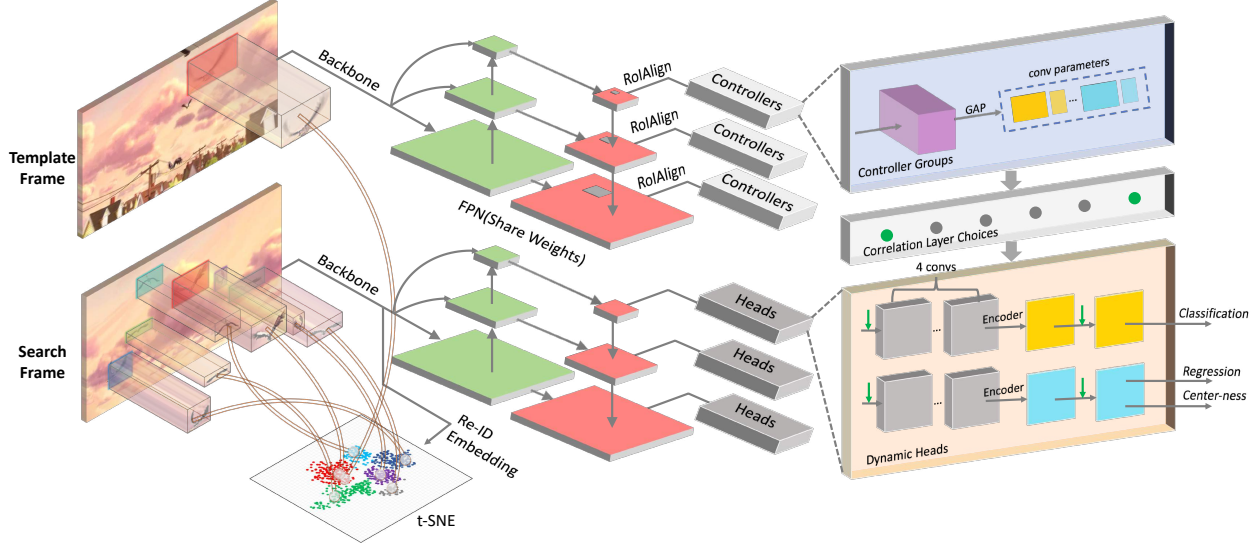 Template
Frame
Backbone
FPN(Share Weights)
RoIAlign
Controllers
RoIAlign
Controllers
RoIAlign
Controllers
conv parameters
GAP
...
Controller Groups
Correlation Layer Choices
Search
Frame
Backbone
Re-ID
Embedding
t-SNE
Heads
Heads
Heads
4 convs
...
Encoder
Classification
...
Encoder
Regression
Center-ness
Dynamic Heads